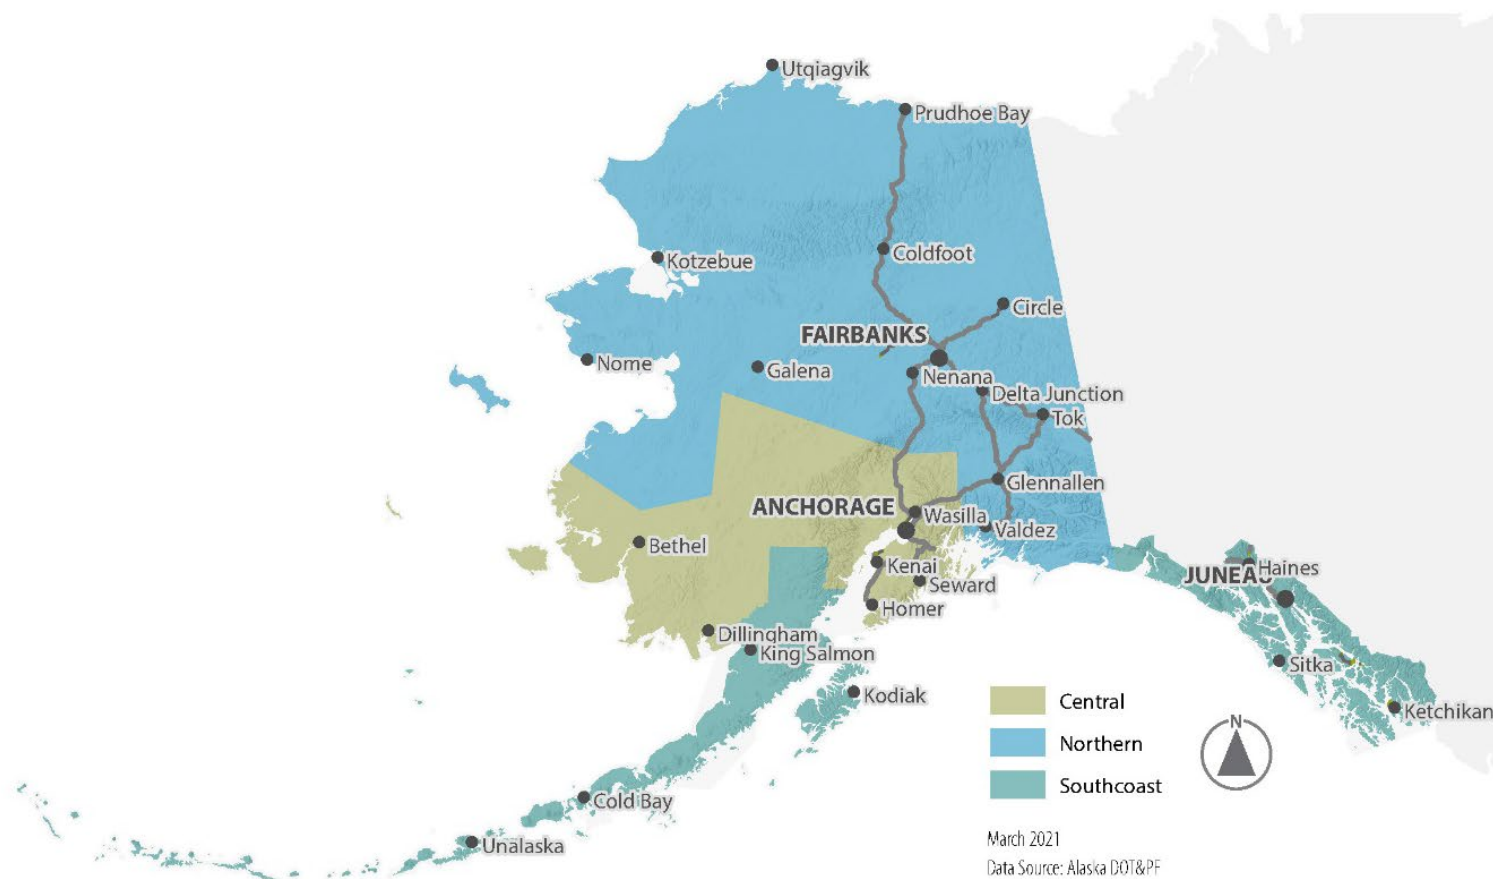 Utqiagvik
Prudhoe Bay
Coldfoot
Kotzebue
Circle
FAIRBANKS
Nome
Galena
Nenana
Delta Junction
Tok
Glennallen
ANCHORAGE
Wasilla
Valdez
Bethel
Kenai
Seward
Haines
JUNEAU
Homer
Dillingham
King Salmon
Sitka
Kodiak
Ketchikan
Central
Northern
Southcoast
N
Cold Bay
Unalaska
March 2021
Data Source: Alaska DOT&PF